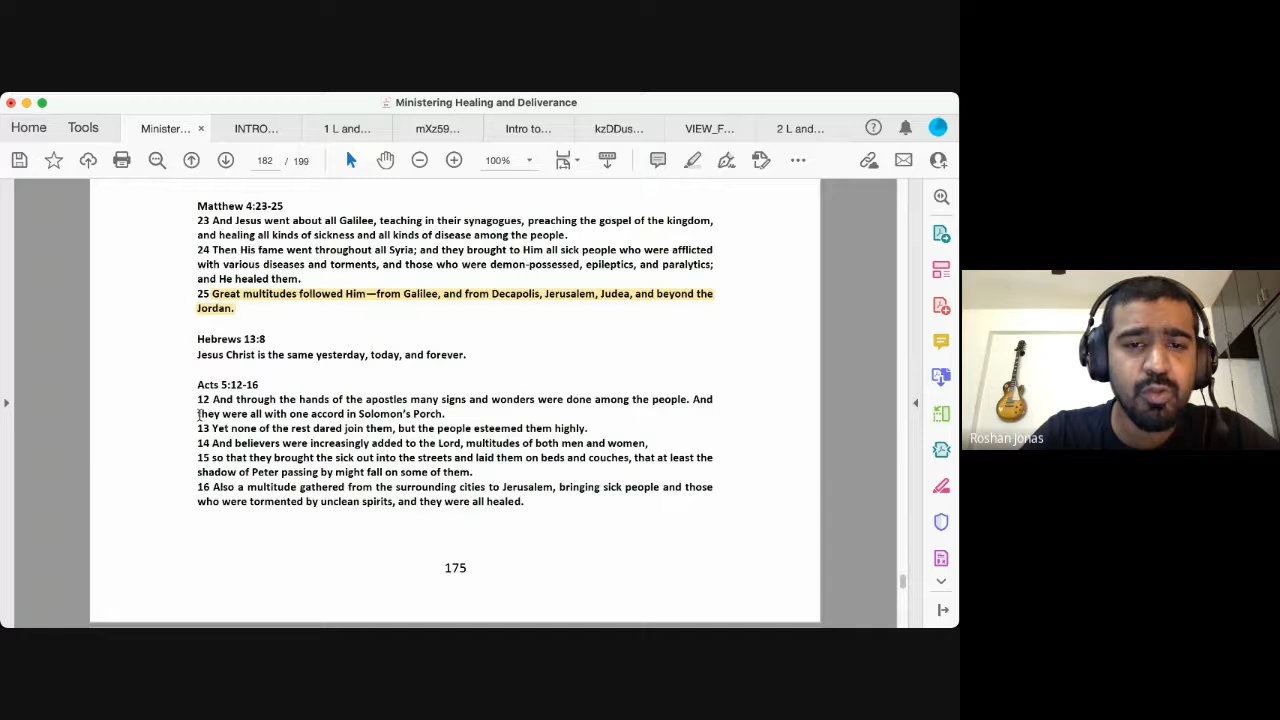 Ministering Healing and Deliverance
Home Tools Minister... × INTRO... 1 L and... mXz59... Intro to... kzDDus... VIEW_F... 2 L and...
182 / 199 100%
Matthew 4:23-25
23 And Jesus went about all Galilee, teaching in their synagogues, preaching the gospel of the kingdom,
and healing all kinds of sickness and all kinds of disease among the people.
24 Then His fame went throughout all Syria; and they brought to Him all sick people who were afflicted
with various diseases and torments, and those who were demon-possessed, epileptics, and paralytics;
and He healed them.
25 Great multitudes followed Him—from Galilee, and from Decapolis, Jerusalem, Judea, and beyond the
Jordan.
Hebrews 13:8
Jesus Christ is the same yesterday, today, and forever.
Acts 5:12-16
12 And through the hands of the apostles many signs and wonders were done among the people. And
they were all with one accord in Solomon's Porch.
13 Yet none of the rest dared join them, but the people esteemed them highly.
14 And believers were increasingly added to the Lord, multitudes of both men and women,
15 so that they brought the sick out into the streets and laid them on beds and couches, that at least the
shadow of Peter passing by might fall on some of them.
16 Also a multitude gathered from the surrounding cities to Jerusalem, bringing sick people and those
who were tormented by unclean spirits, and they were all healed.
175
Roshan Jonas